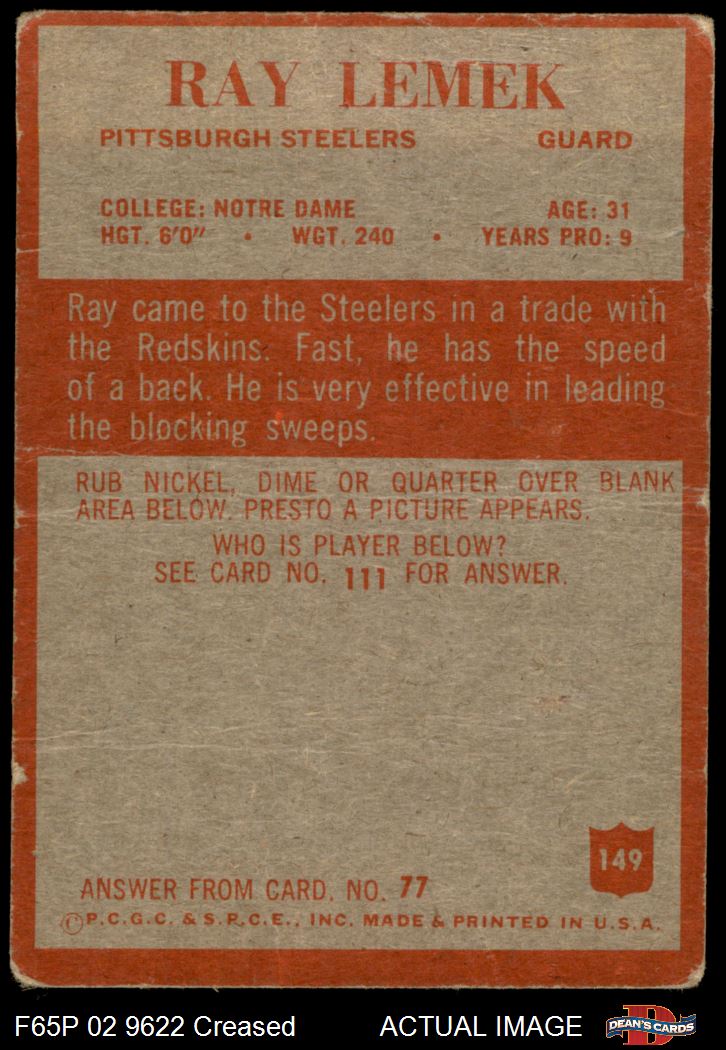 RAY LEMEK
PITTSBURGH STEELERS GUARD
COLLEGE: NOTRE DAME AGE: 31
HGT. 6'0" • WGT. 240 • YEARS PRO: 9
Ray came to the Steelers in a trade with
the Redskins. Fast, he has the speed
of a back. He is very effective in leading
the blocking sweeps.
RUB NICKEL, DIME OR QUARTER OVER BLANK
AREA BELOW. PRESTO A PICTURE APPEARS.
WHO IS PLAYER BELOW?
SEE CARD NO. 111 FOR ANSWER.
149
ANSWER FROM CARD. NO. 77
©P.C.G.C. & S.P.C.E., INC. MADE & PRINTED IN U.S.A.
F65P 02 9622 Creased ACTUAL IMAGE D DEAN'S CARDS